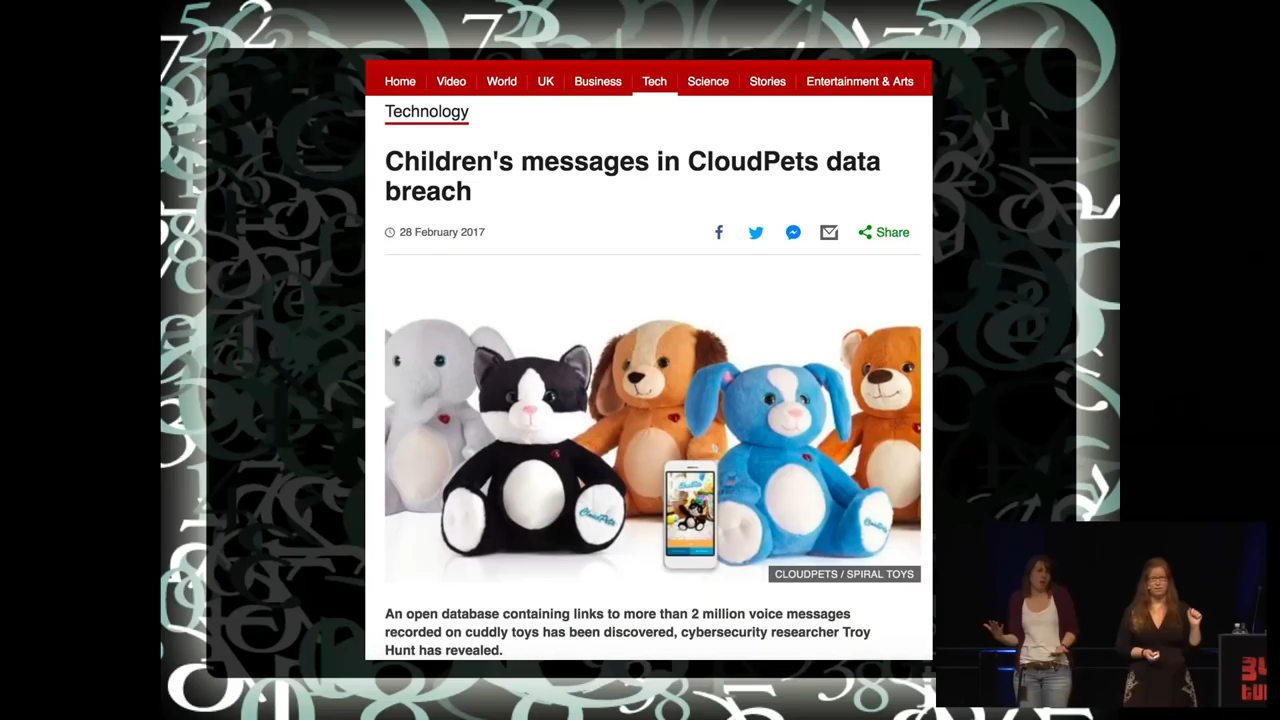 Home Video World UK Business Tech Science Stories Entertainment & Arts
Technology
Children's messages in CloudPets data
breach
28 February 2017
Share
CloudPets
CloudPets
CLOUDPETS / SPIRAL TOYS
An open database containing links to more than 2 million voice messages
recorded on cuddly toys has been discovered, cybersecurity researcher Troy
Hunt has revealed.